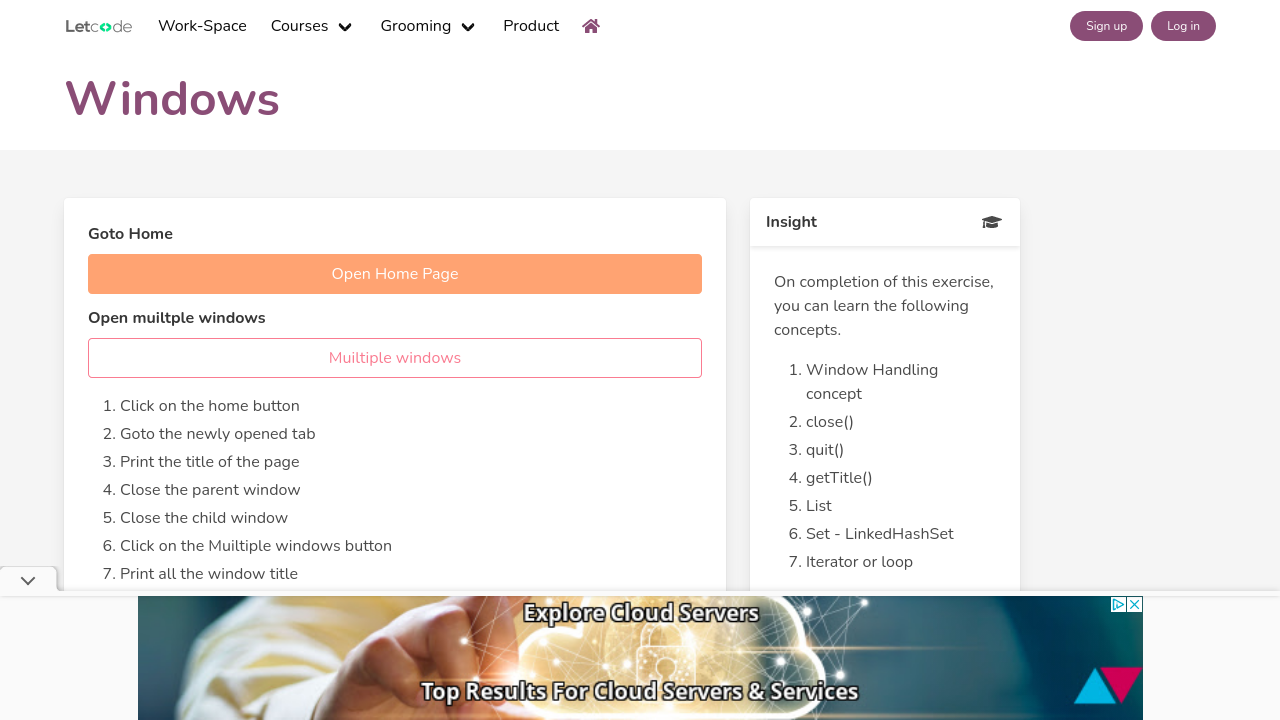 Letcode
Work-Space
Courses
Grooming
Product
Sign up
Log in
Windows
Goto Home
Open Home Page
Open muiltple windows
Muiltiple windows
1. Click on the home button
2. Goto the newly opened tab
3. Print the title of the page
4. Close the parent window
5. Close the child window
6. Click on the Muiltiple windows button
7. Print all the window title
Insight
On completion of this exercise,
you can learn the following
concepts.
1. Window Handling
concept
2. close()
3. quit()
4. getTitle()
5. List
6. Set - LinkedHashSet
7. Iterator or loop
Explore Cloud Servers
Top Results For Cloud Servers & Services